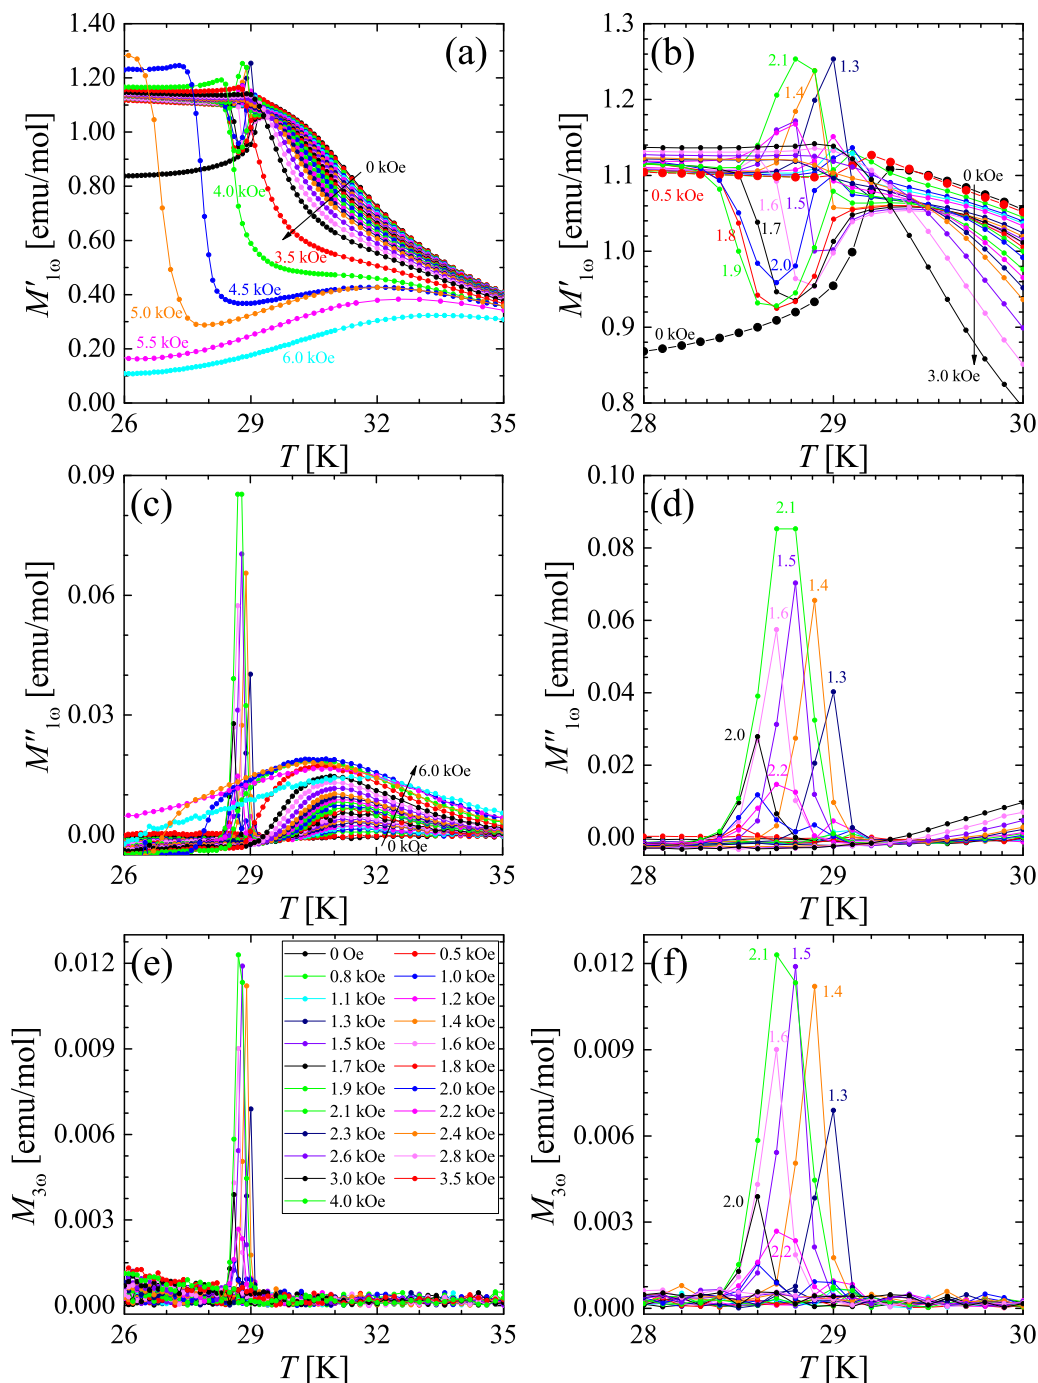 1.40
1.20
1.00
0.80
0.60
0.40
0.20
0.00
M′1ω [emu/mol]
(a)
0 kOe
4.0 kOe
3.5 kOe
4.5 kOe
5.0 kOe
5.5 kOe
6.0 kOe
26 29 32 35
T [K]
1.3
1.2
1.1
1.0
0.9
0.8
M′1ω [emu/mol]
(b)
2.1
1.3
1.4
0 kOe
0.5 kOe
1.6
1.5
1.7
1.8
2.0
1.9
0 kOe
3.0 kOe
28 29 30
T [K]
0.09
0.06
0.03
0.00
M″1ω [emu/mol]
(c)
6.0 kOe
0 kOe
26 29 32 35
T [K]
0.10
0.08
0.06
0.04
0.02
0.00
M″1ω [emu/mol]
(d)
2.1
1.5
1.4
1.6
1.3
2.0
2.2
28 29 30
T [K]
0.012
0.009
0.006
0.003
0.000
M3ω [emu/mol]
(e)
0 Oe 0.5 kOe
0.8 kOe 1.0 kOe
1.1 kOe 1.2 kOe
1.3 kOe 1.4 kOe
1.5 kOe 1.6 kOe
1.7 kOe 1.8 kOe
1.9 kOe 2.0 kOe
2.1 kOe 2.2 kOe
2.3 kOe 2.4 kOe
2.6 kOe 2.8 kOe
3.0 kOe 3.5 kOe
4.0 kOe
26 29 32 35
T [K]
0.012
0.009
0.006
0.003
0.000
M3ω [emu/mol]
(f)
2.1
1.5
1.4
1.6
1.3
2.0
2.2
28 29 30
T [K]